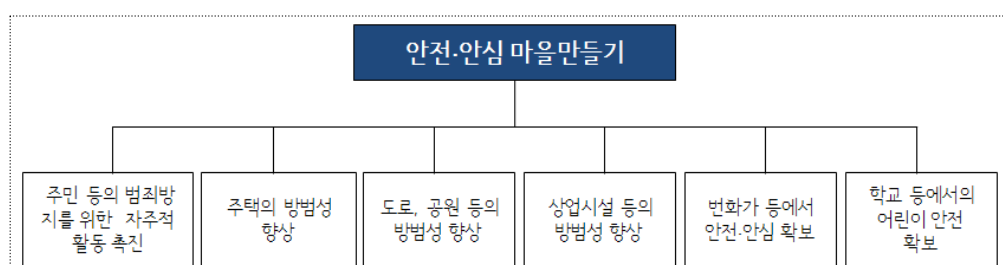 안전·안심 마을만들기
주민 등의 범죄방
지를 위한 자주적
활동 촉진
주택의 방범성
향상
도로, 공원 등의
방범성 향상
상업시설 등의
방범성 향상
번화가 등에서
안전·안심 확보
학교 등에서의
어린이 안전
확보